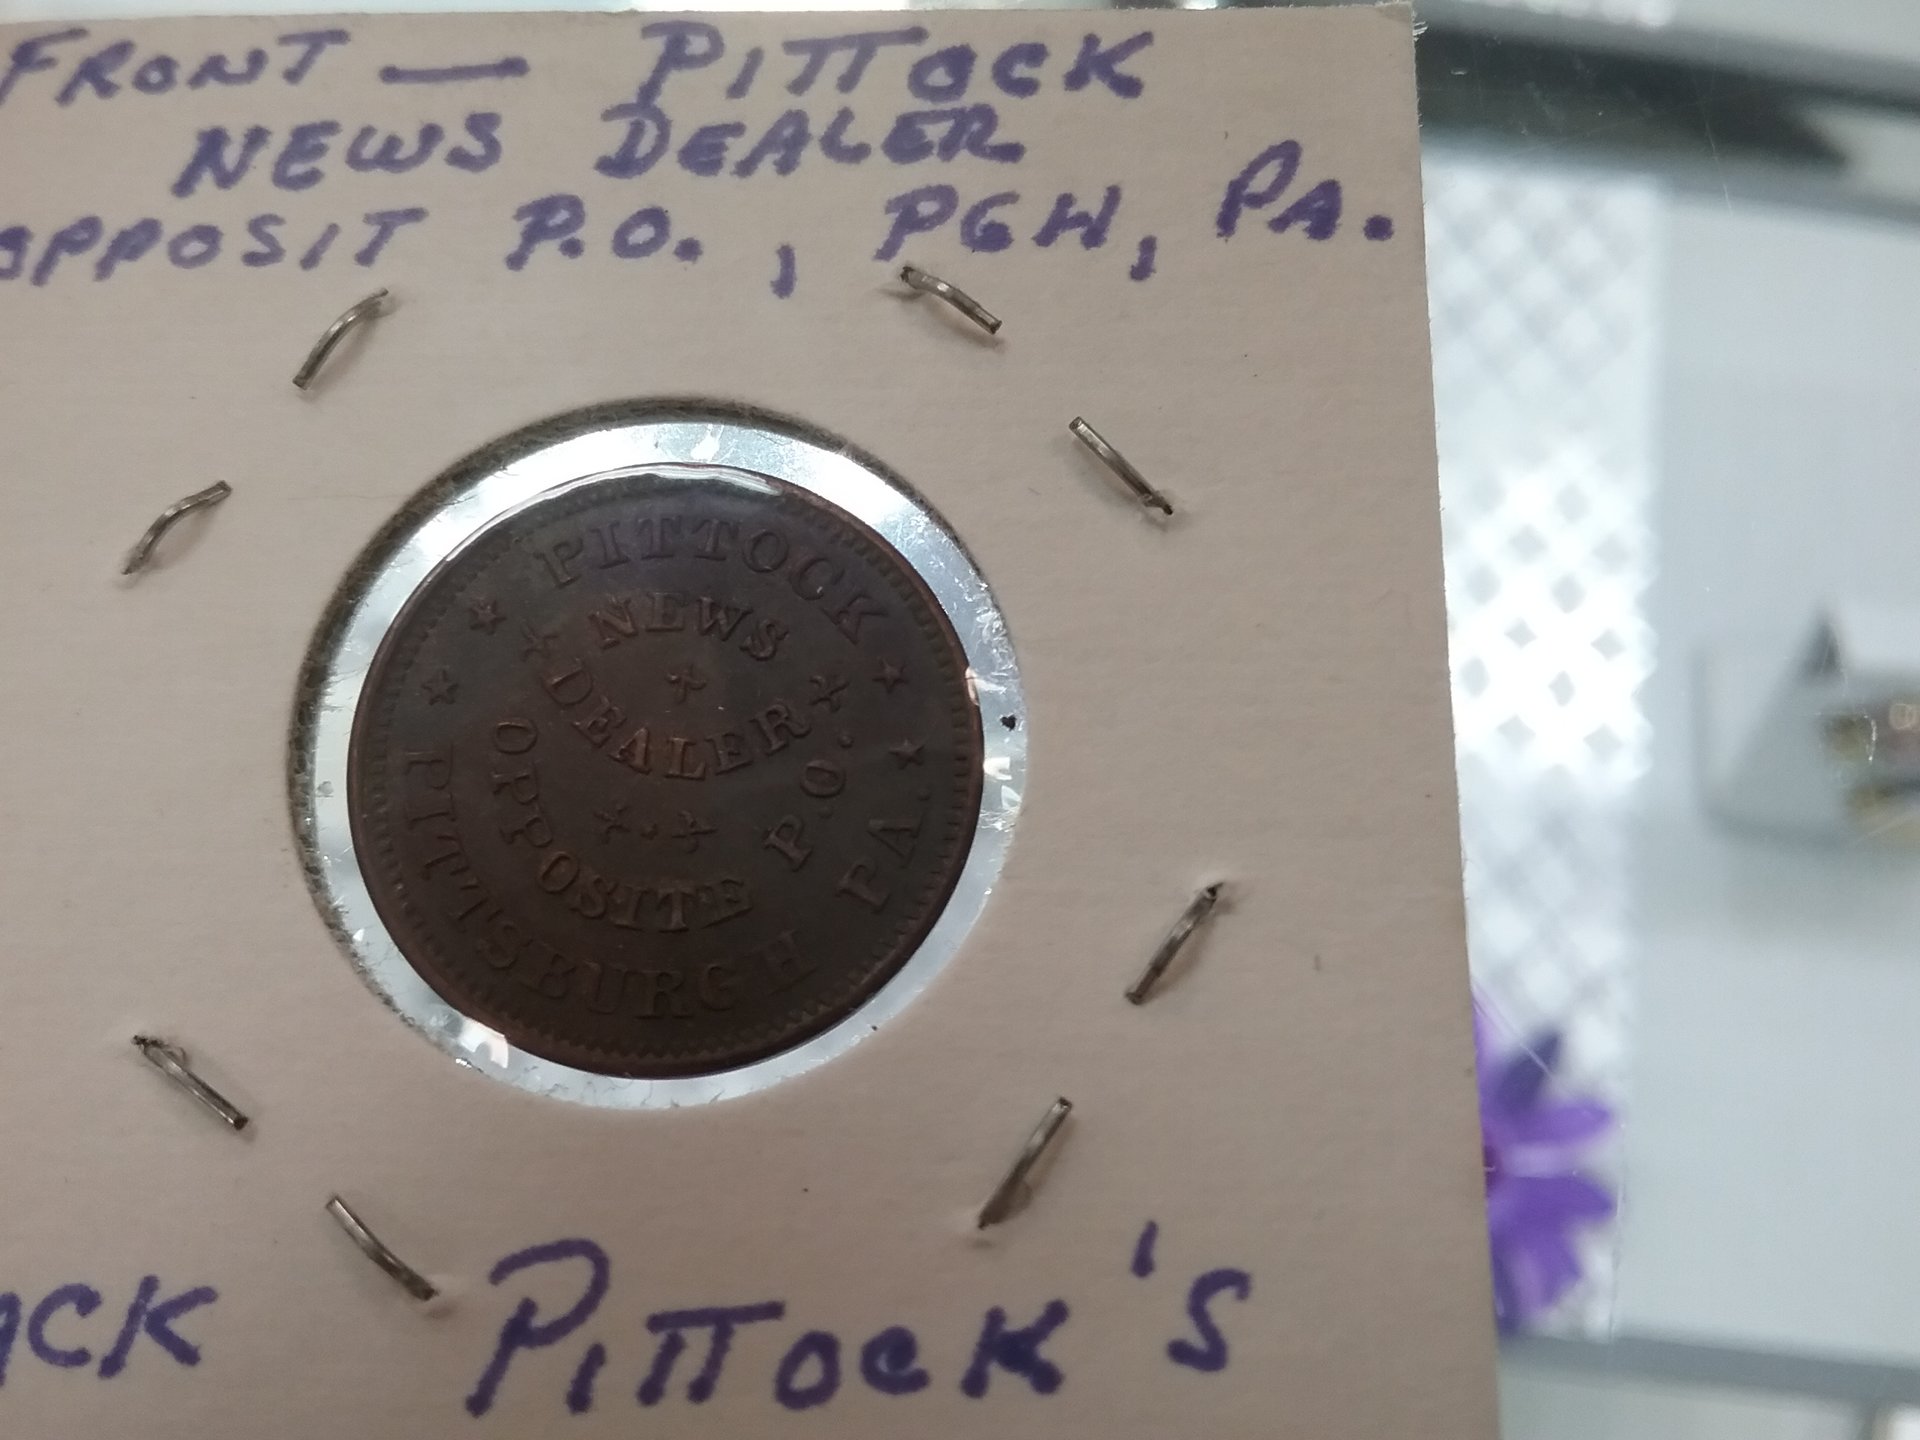 FRONT — PITTOCK
NEWS DEALER
OPPOSIT P.O., PGH, PA.
PITTOCK
NEWS
DEALER
OPPOSITE P.O.
PITTSBURGH PA.
ACK PITTOCK'S